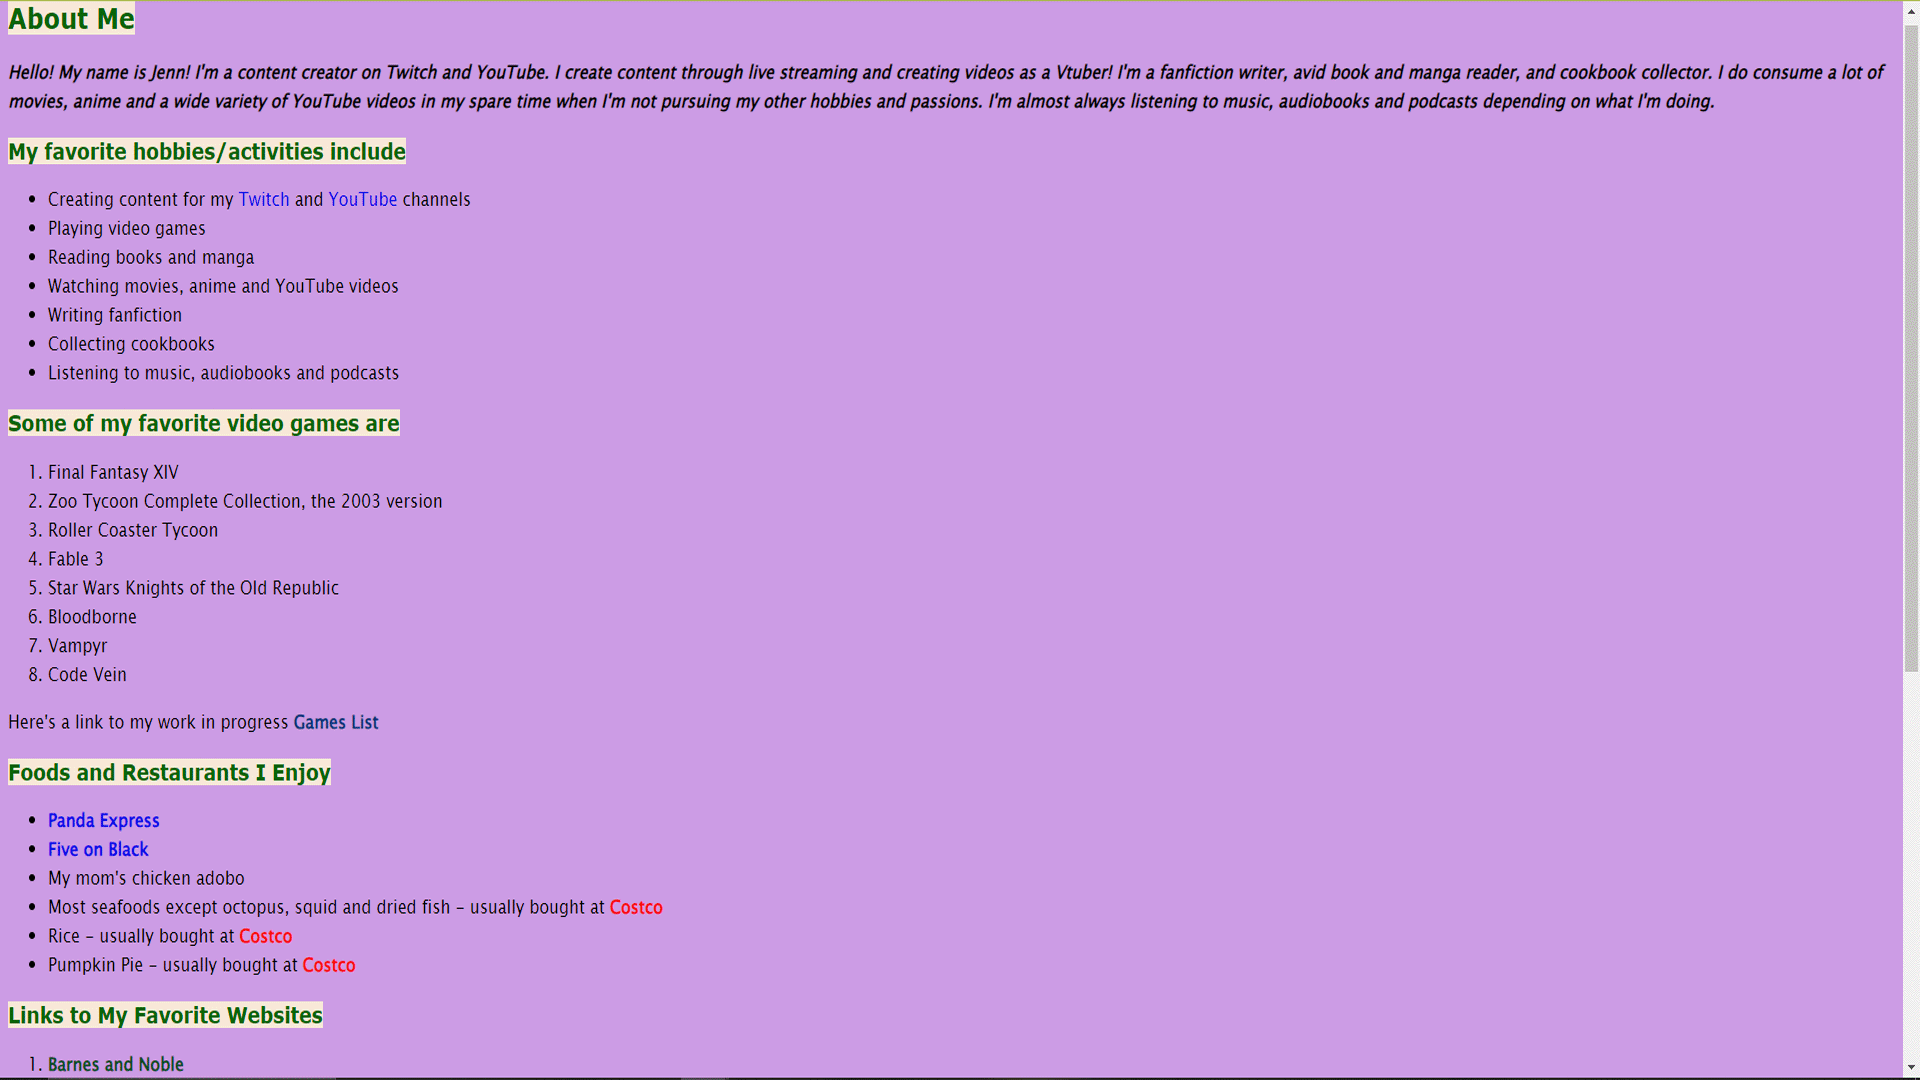 About Me
Hello! My name is Jenn! I'm a content creator on Twitch and YouTube. I create content through live streaming and creating videos as a Vtuber! I'm a fanfiction writer, avid book and manga reader, and cookbook collector. I do consume a lot of
movies, anime and a wide variety of YouTube videos in my spare time when I'm not pursuing my other hobbies and passions. I'm almost always listening to music, audiobooks and podcasts depending on what I'm doing.
My favorite hobbies/activities include
• Creating content for my Twitch and YouTube channels
• Playing video games
• Reading books and manga
• Watching movies, anime and YouTube videos
• Writing fanfiction
• Collecting cookbooks
• Listening to music, audiobooks and podcasts
Some of my favorite video games are
1. Final Fantasy XIV
2. Zoo Tycoon Complete Collection, the 2003 version
3. Roller Coaster Tycoon
4. Fable 3
5. Star Wars Knights of the Old Republic
6. Bloodborne
7. Vampyr
8. Code Vein
Here's a link to my work in progress Games List
Foods and Restaurants I Enjoy
• Panda Express
• Five on Black
• My mom's chicken adobo
• Most seafoods except octopus, squid and dried fish – usually bought at Costco
• Rice – usually bought at Costco
• Pumpkin Pie – usually bought at Costco
Links to My Favorite Websites
1. Barnes and Noble